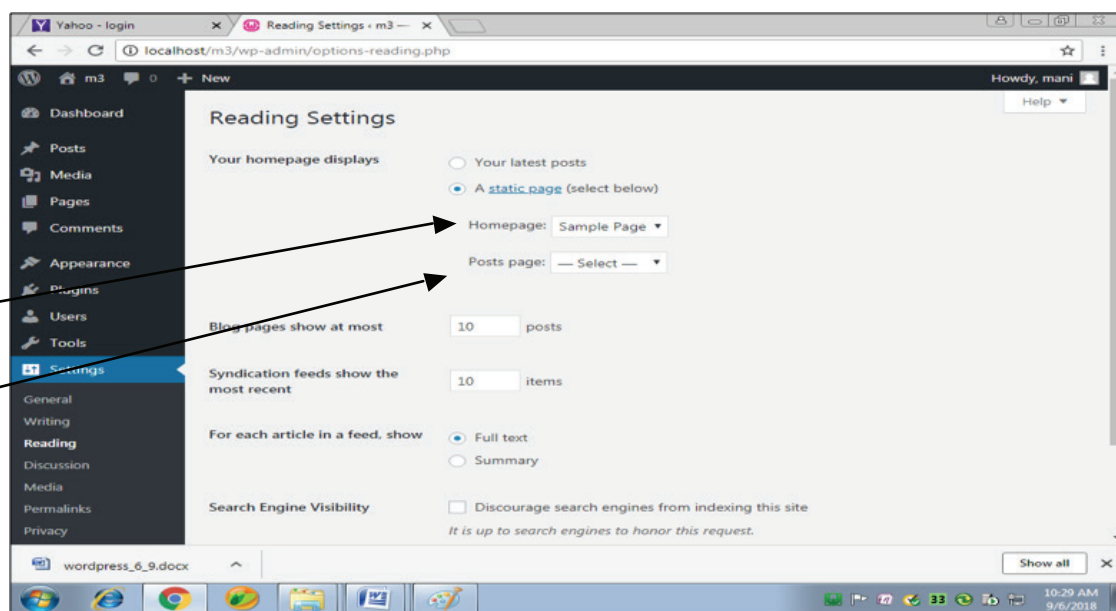 Yahoo - login
Reading Settings ‹ m3 —
localhost/m3/wp-admin/options-reading.php
m3 0 New Howdy, mani
Help
Dashboard
Posts
Media
Pages
Comments
Appearance
Plugins
Users
Tools
Settings
General
Writing
Reading
Discussion
Media
Permalinks
Privacy
Reading Settings
Your homepage displays
Your latest posts
A static page (select below)
Homepage: Sample Page
Posts page: — Select —
Blog pages show at most 10 posts
Syndication feeds show the most recent 10 items
For each article in a feed, show
Full text
Summary
Search Engine Visibility
Discourage search engines from indexing this site
It is up to search engines to honor this request.
wordpress_6_9.docx
Show all
33
10:29 AM
9/6/2018